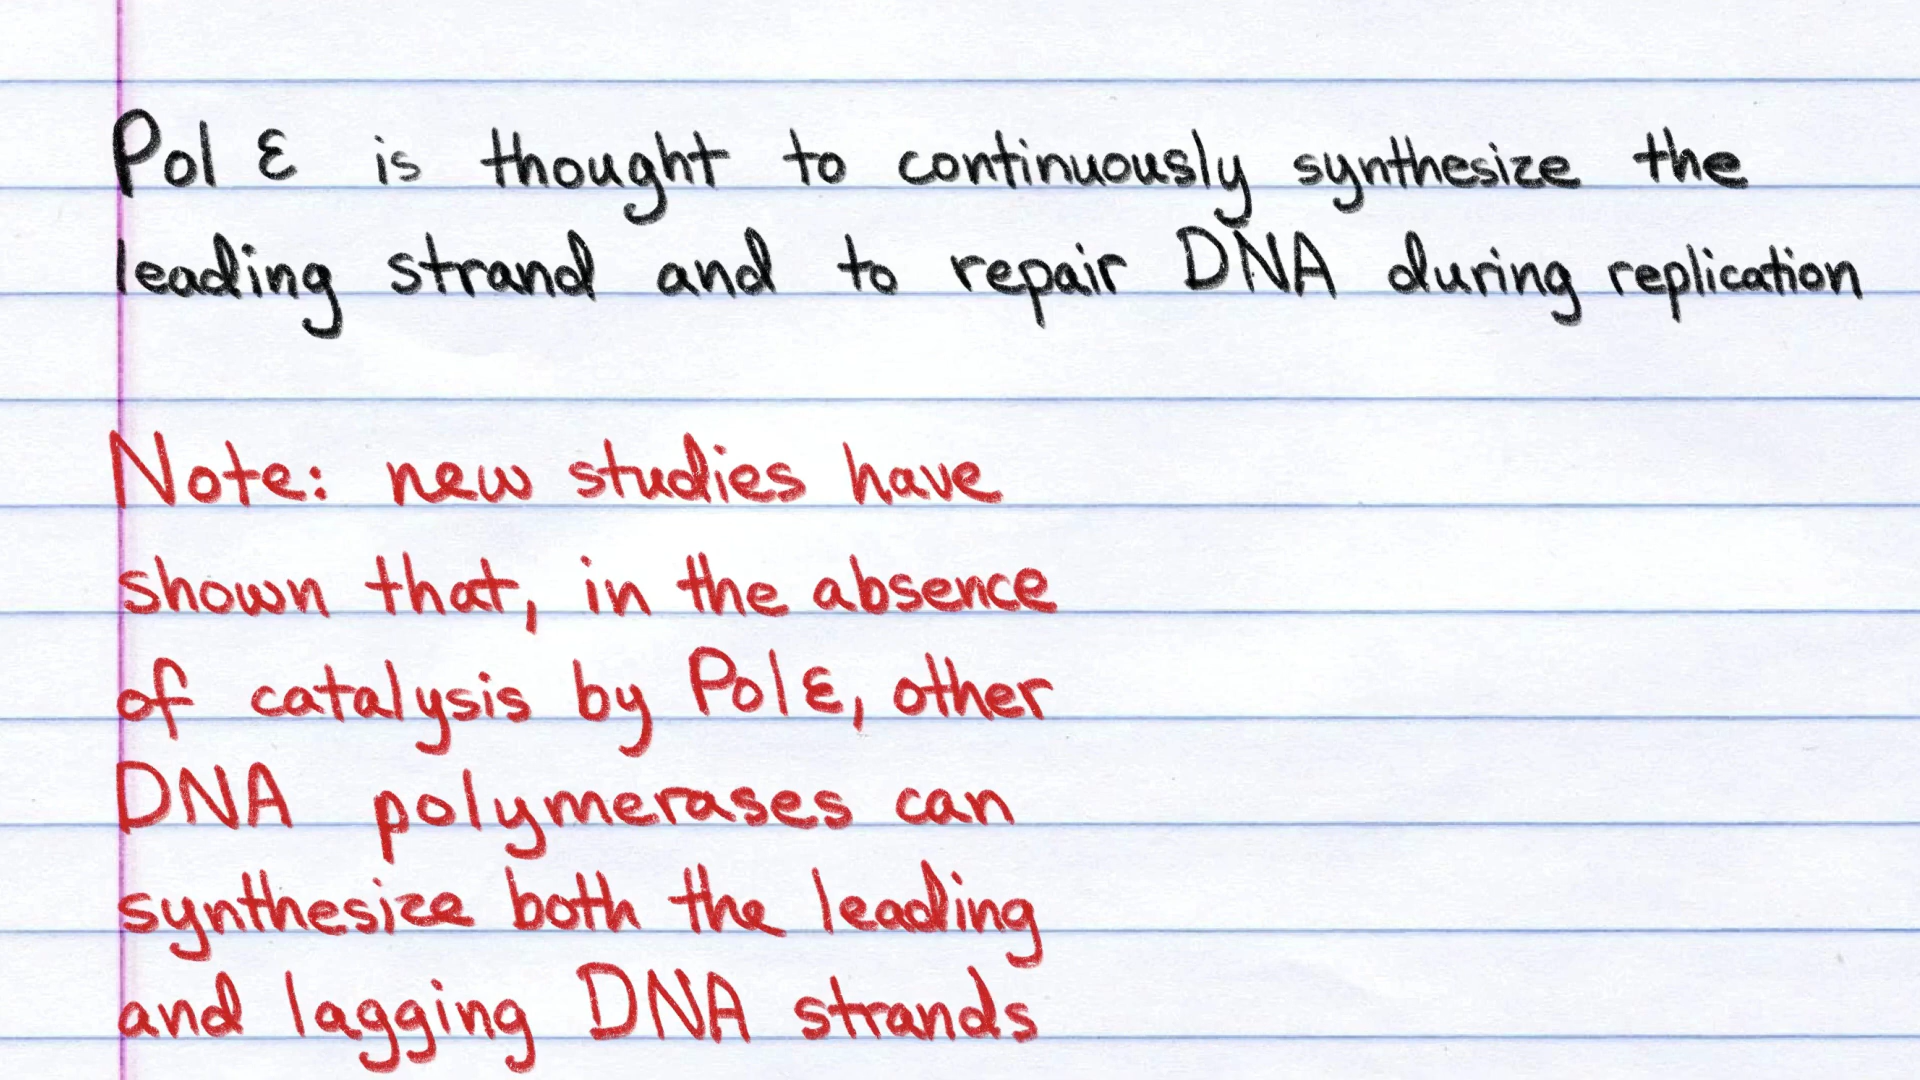 Pol ε is thought to continuously synthesize the
leading strand and to repair DNA during replication
Note: new studies have
shown that, in the absence
of catalysis by Pol ε, other
DNA polymerases can
synthesize both the leading
and lagging DNA strands